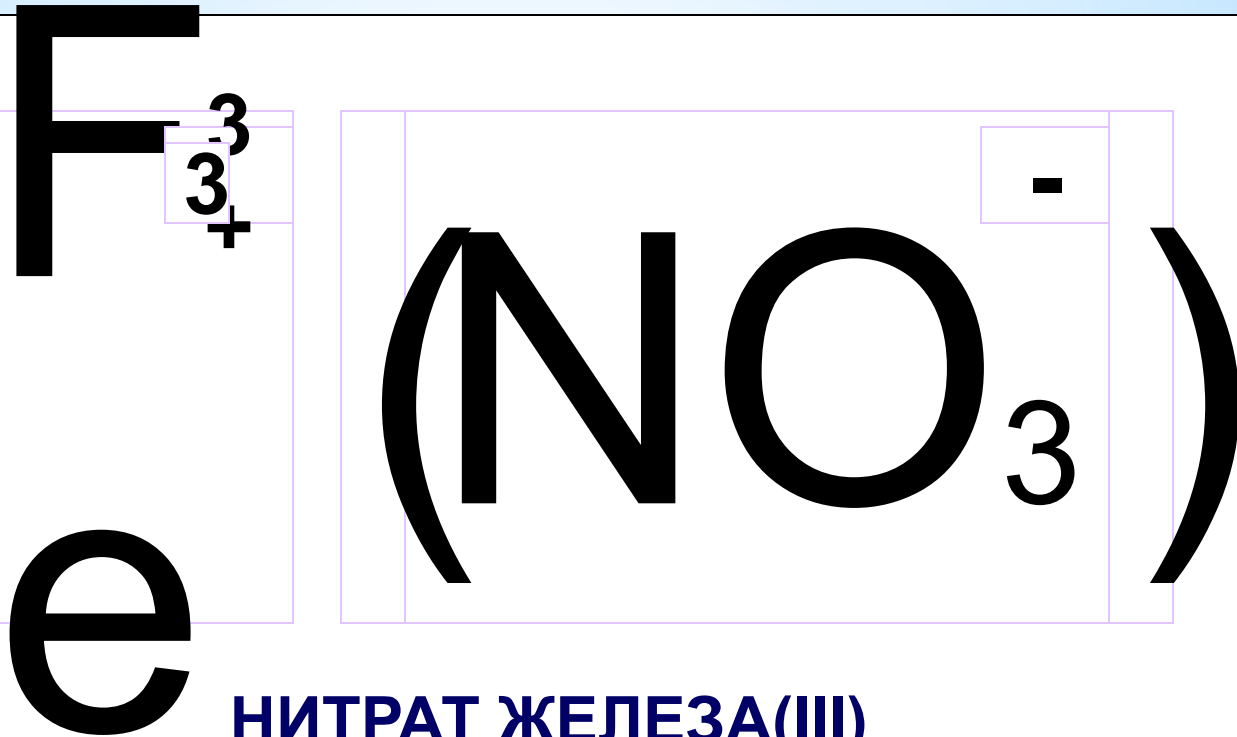 Fe
3+
3
(NO3)
-
НИТРАТ ЖЕЛЕЗА(III)